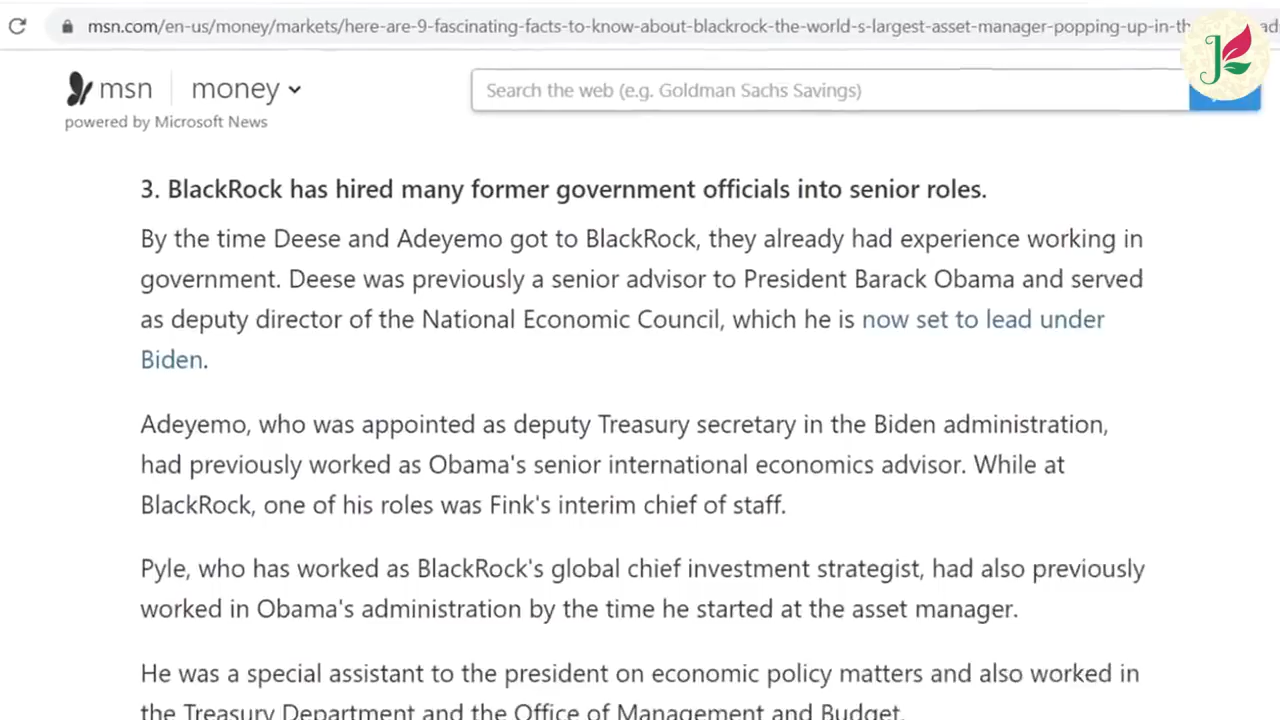 msn.com/en-us/money/markets/here-are-9-fascinating-facts-to-know-about-blackrock-the-world-s-largest-asset-manager-popping-up-in-th
msn money
powered by Microsoft News
Search the web (e.g. Goldman Sachs Savings)
3. BlackRock has hired many former government officials into senior roles.
By the time Deese and Adeyemo got to BlackRock, they already had experience working in
government. Deese was previously a senior advisor to President Barack Obama and served
as deputy director of the National Economic Council, which he is now set to lead under
Biden.
Adeyemo, who was appointed as deputy Treasury secretary in the Biden administration,
had previously worked as Obama's senior international economics advisor. While at
BlackRock, one of his roles was Fink's interim chief of staff.
Pyle, who has worked as BlackRock's global chief investment strategist, had also previously
worked in Obama's administration by the time he started at the asset manager.
He was a special assistant to the president on economic policy matters and also worked in
the Treasury Department and the Office of Management and Budget.